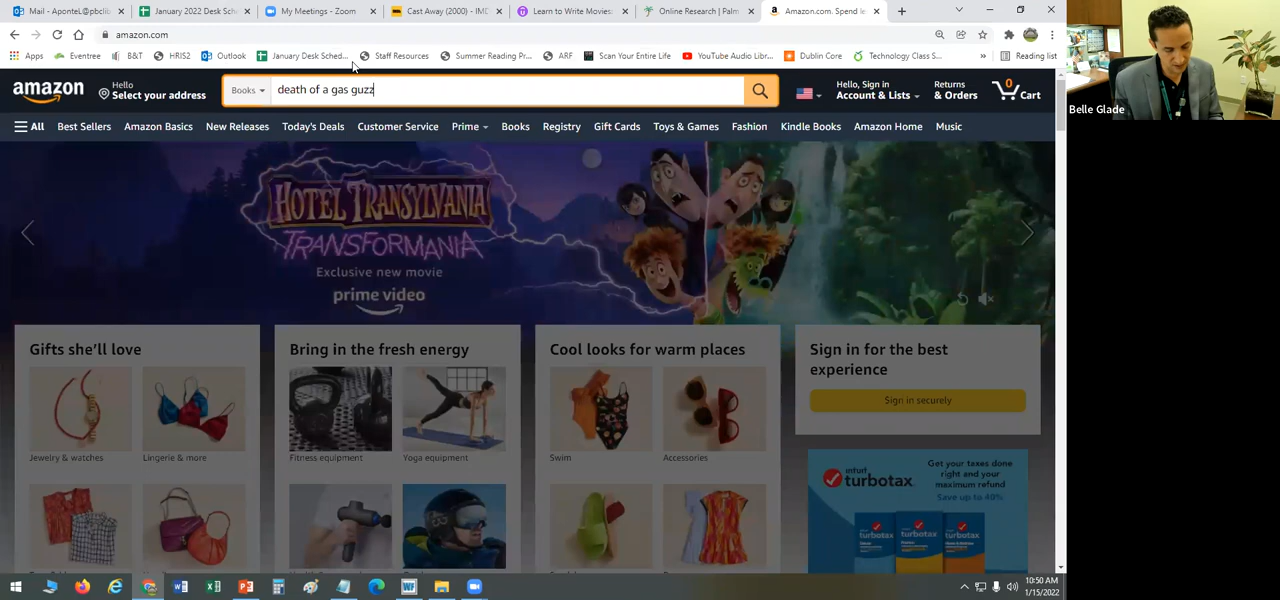 Mail - AponteL@pbclib
January 2022 Desk Sch
My Meetings - Zoom
Cast Away (2000) - IMD
Learn to Write Movies:
Online Research | Palm
Amazon.com. Spend le
amazon.com
Apps
Eventree
B&T
HRIS2
Outlook
January Desk Sched...
Staff Resources
Summer Reading Pr...
ARF
Scan Your Entire Life
YouTube Audio Libr...
Dublin Core
Technology Class S...
Reading list
amazon
Hello
Select your address
Books
death of a gas guzz
Hello, Sign in
Account & Lists
Returns
& Orders
0
Cart
All
Best Sellers
Amazon Basics
New Releases
Today's Deals
Customer Service
Prime
Books
Registry
Gift Cards
Toys & Games
Fashion
Kindle Books
Amazon Home
Music
HOTEL TRANSYLVANIA
TRANSFORMANIA
Exclusive new movie
prime video
Gifts she'll love
Jewelry & watches
Lingerie & more
Bring in the fresh energy
Fitness equipment
Yoga equipment
Cool looks for warm places
Swim
Accessories
Sign in for the best
experience
Sign in securely
intuit
turbotax
Get your taxes done
right and your
maximum refund
Save up to 40%
turbotax
turbotax
turbotax
10:50 AM
1/15/2022
Belle Glade